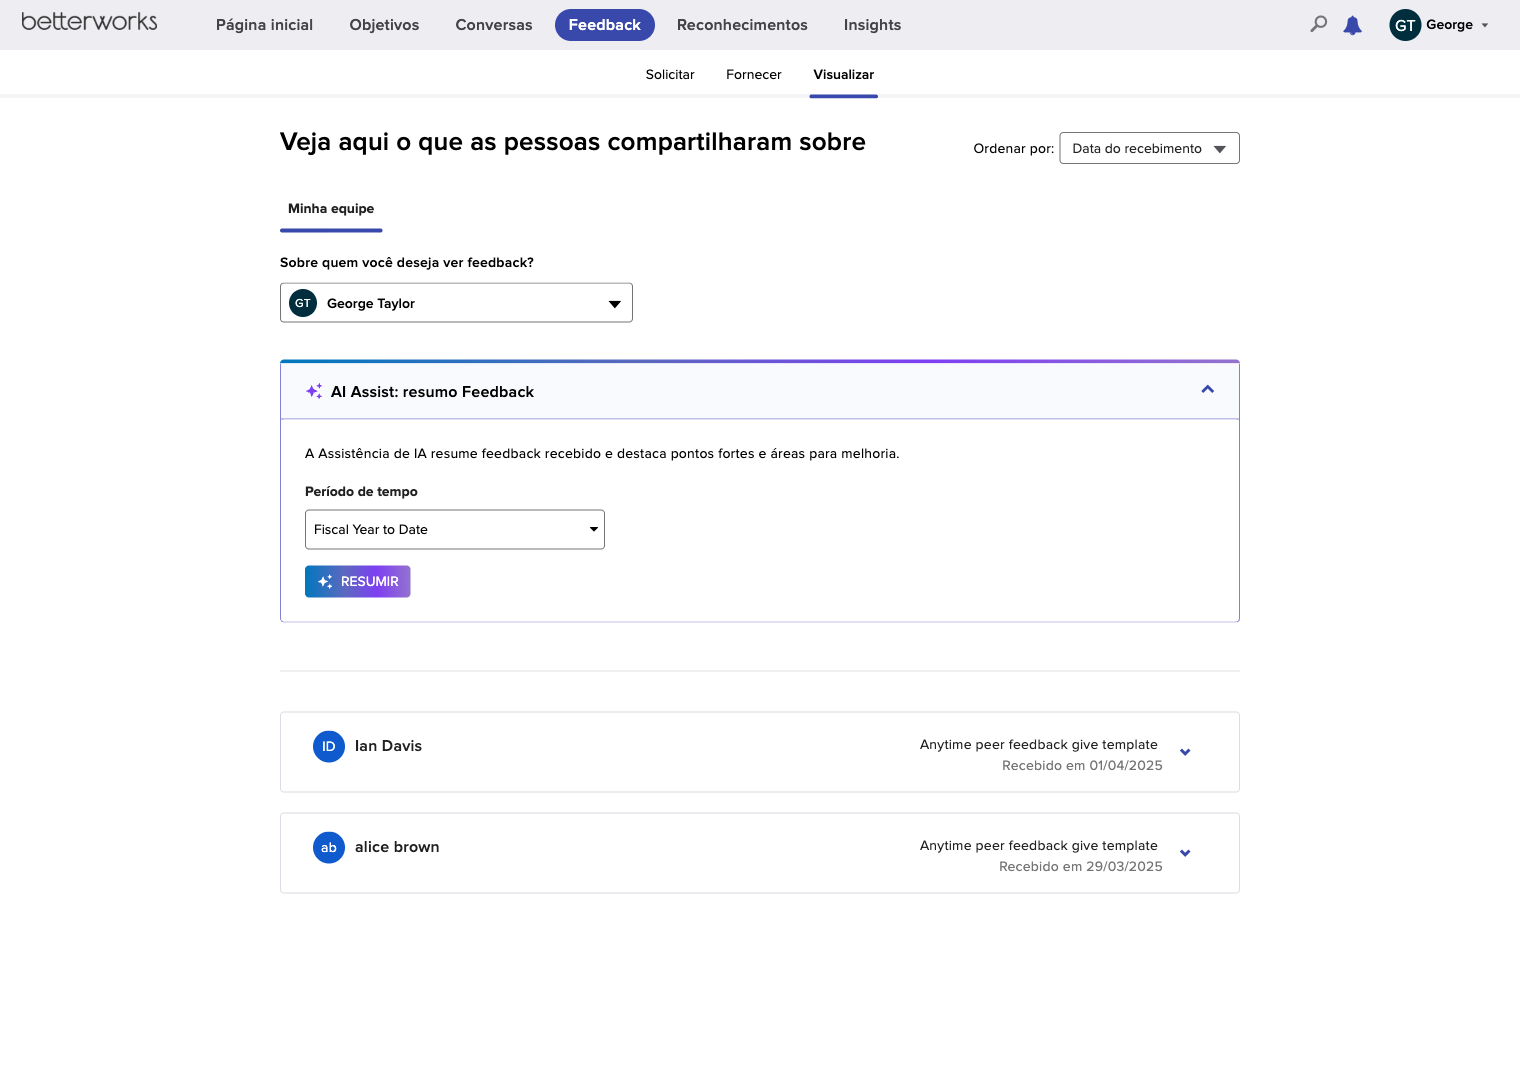 betterworks
Página inicial
Objetivos
Conversas
Feedback
Reconhecimentos
Insights
GT
George
Solicitar
Fornecer
Visualizar
Veja aqui o que as pessoas compartilharam sobre
Ordenar por:
Data do recebimento
Minha equipe
Sobre quem você deseja ver feedback?
GT
George Taylor
AI Assist: resumo Feedback
A Assistência de IA resume feedback recebido e destaca pontos fortes e áreas para melhoria.
Período de tempo
Fiscal Year to Date
RESUMIR
ID
Ian Davis
Anytime peer feedback give template
Recebido em 01/04/2025
ab
alice brown
Anytime peer feedback give template
Recebido em 29/03/2025